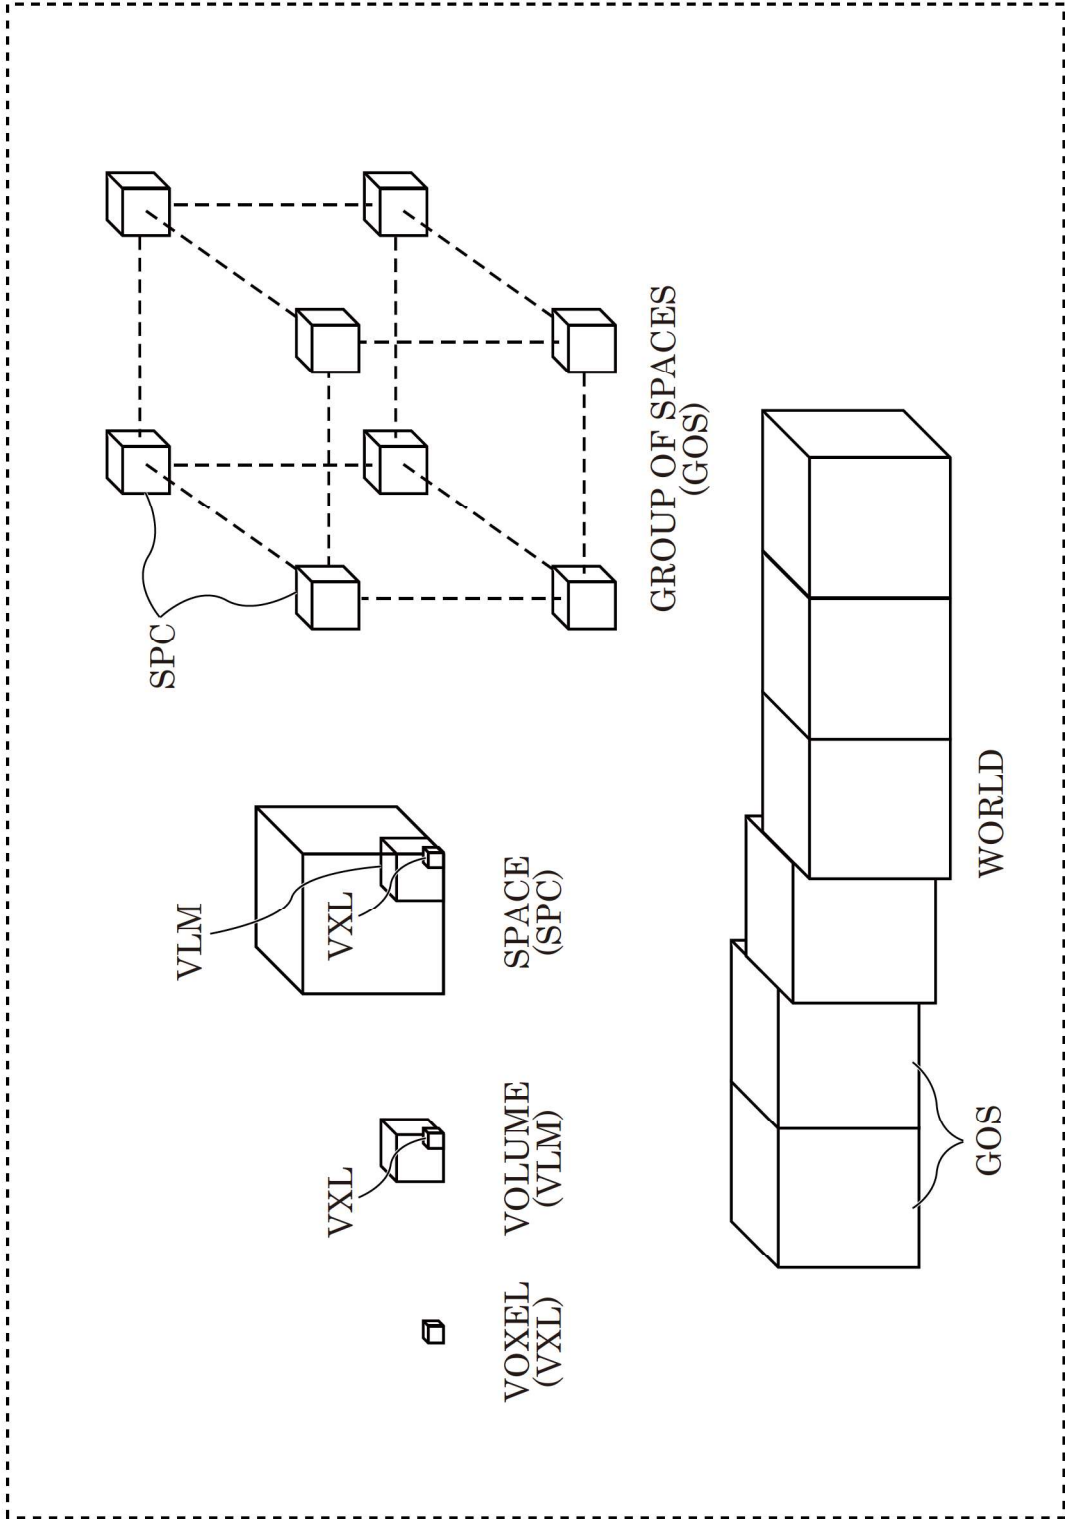 VXL
VLM
VXL
SPC
VOXEL
(VXL)
VOLUME
(VLM)
SPACE
(SPC)
GROUP OF SPACES
(GOS)
GOS
WORLD